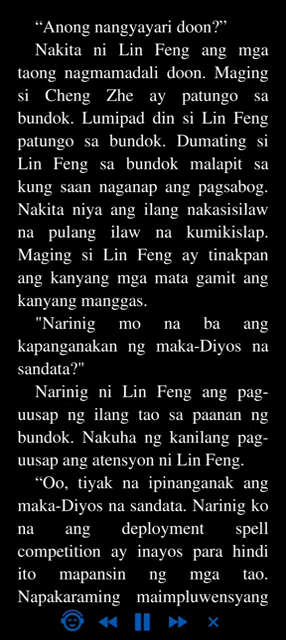 “Anong nangyayari doon?”
Nakita ni Lin Feng ang mga
taong nagmamadali doon. Maging
si Cheng Zhe ay patungo sa
bundok. Lumipad din si Lin Feng
patungo sa bundok. Dumating si
Lin Feng sa bundok malapit sa
kung saan naganap ang pagsabog.
Nakita niya ang ilang nakasisilaw
na pulang ilaw na kumikislap.
Maging si Lin Feng ay tinakpan
ang kanyang mga mata gamit ang
kanyang manggas.
"Narinig mo na ba ang
kapanganakan ng maka-Diyos na
sandata?"
Narinig ni Lin Feng ang pag-
uusap ng ilang tao sa paanan ng
bundok. Nakuha ng kanilang pag-
uusap ang atensyon ni Lin Feng.
“Oo, tiyak na ipinanganak ang
maka-Diyos na sandata. Narinig ko
na ang deployment spell
competition ay inayos para hindi
ito mapansin ng mga tao.
Napakaraming maimpluwensyang